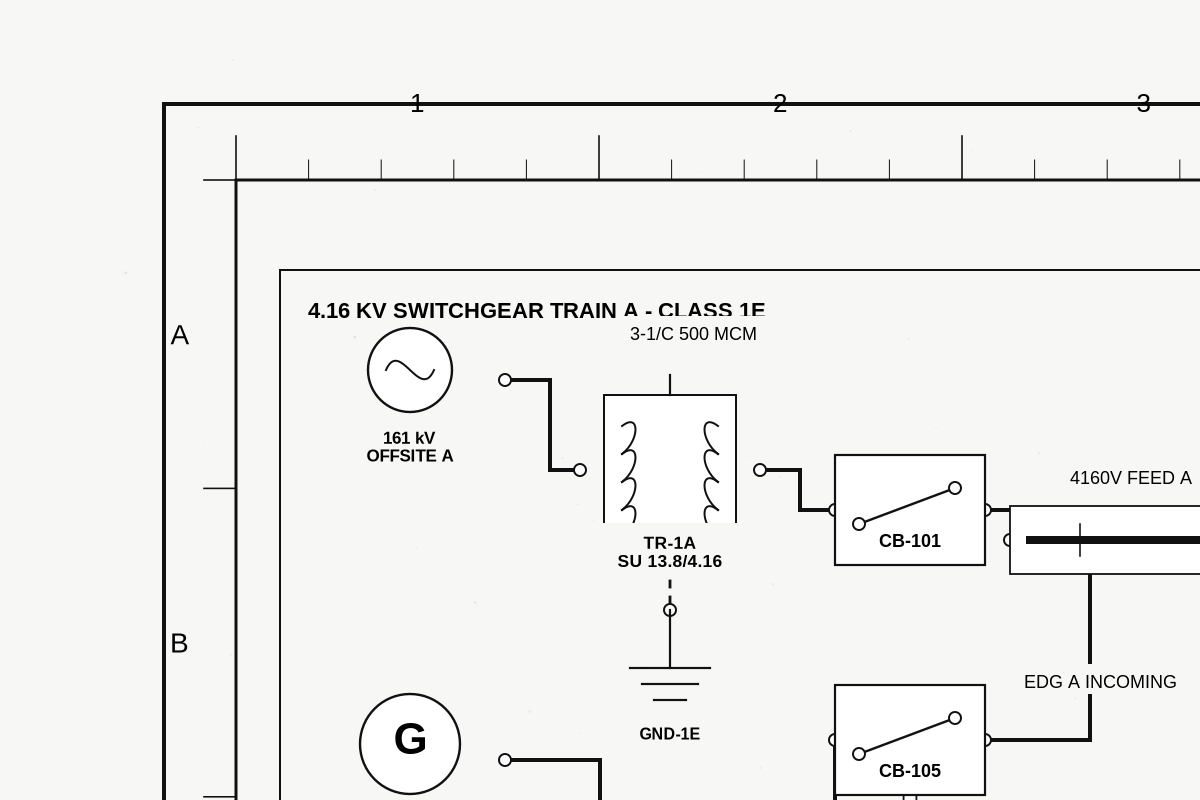 1 2 3
A
4.16 KV SWITCHGEAR TRAIN A - CLASS 1E
3-1/C 500 MCM
161 kV
OFFSITE A
4160V FEED A
CB-101
TR-1A
SU 13.8/4.16
B
EDG A INCOMING
GND-1E
G
CB-105